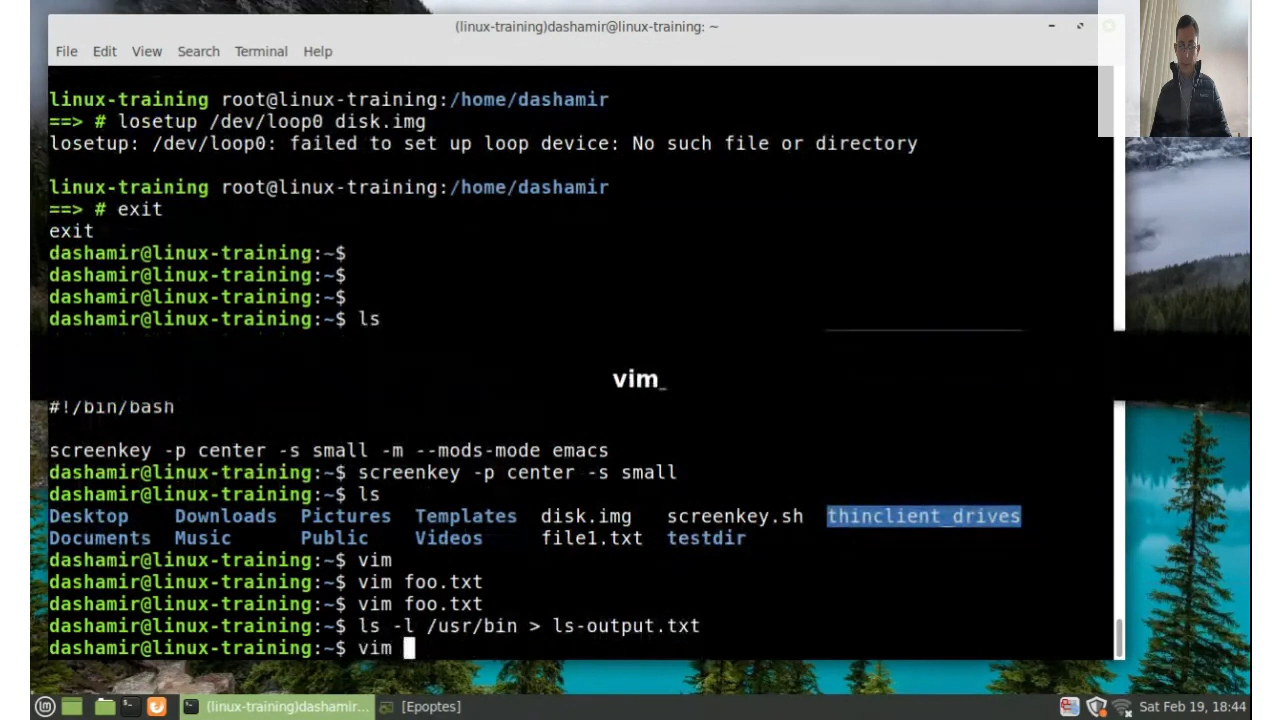 (linux-training)dashamir@linux-training: ~
File Edit View Search Terminal Help
linux-training root@linux-training:/home/dashamir
==> # losetup /dev/loop0 disk.img
losetup: /dev/loop0: failed to set up loop device: No such file or directory
linux-training root@linux-training:/home/dashamir
==> # exit
exit
dashamir@linux-training:~$
dashamir@linux-training:~$
dashamir@linux-training:~$
dashamir@linux-training:~$ ls
vim_
#!/bin/bash
screenkey -p center -s small -m --mods-mode emacs
dashamir@linux-training:~$ screenkey -p center -s small
dashamir@linux-training:~$ ls
Desktop Downloads Pictures Templates disk.img screenkey.sh thinclient_drives
Documents Music Public Videos file1.txt testdir
dashamir@linux-training:~$ vim
dashamir@linux-training:~$ vim foo.txt
dashamir@linux-training:~$ vim foo.txt
dashamir@linux-training:~$ ls -l /usr/bin > ls-output.txt
dashamir@linux-training:~$ vim
(linux-training)dashamir... [Epoptes] Sat Feb 19, 18:44